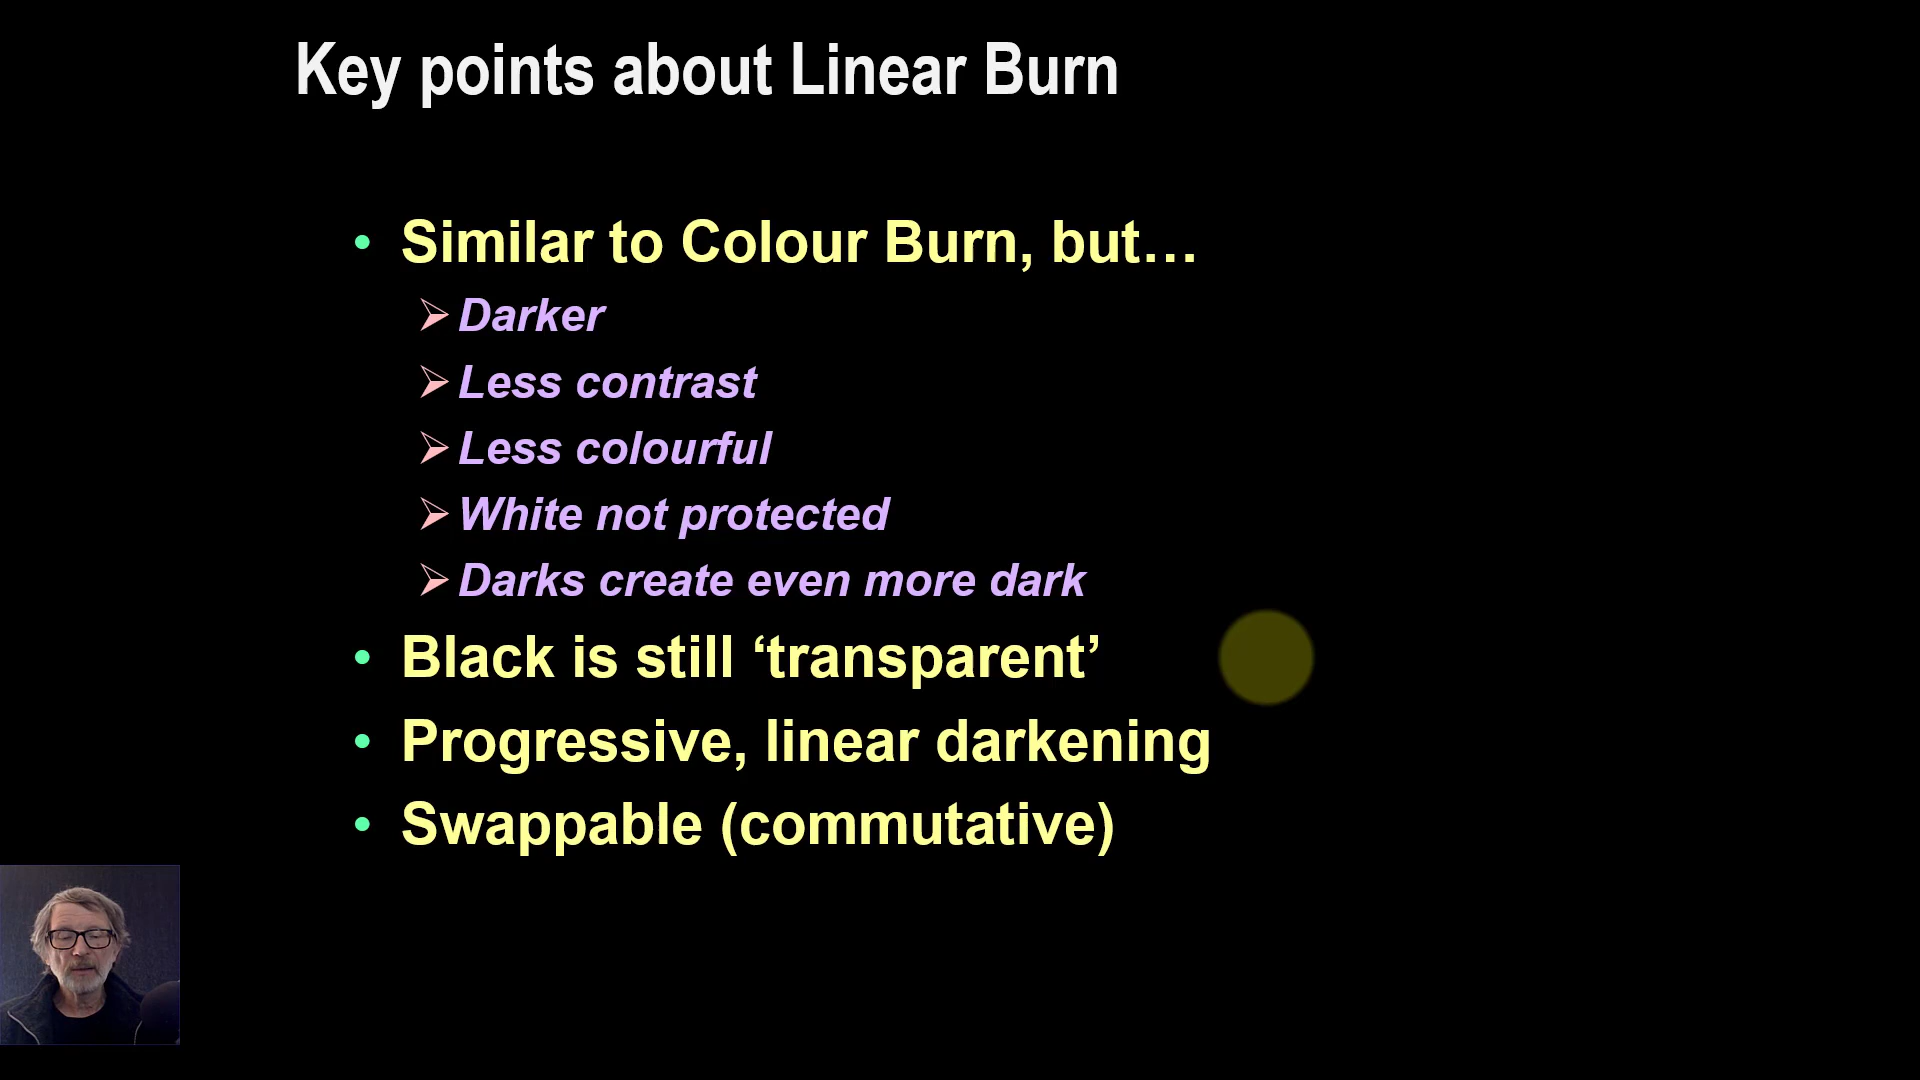 Key points about Linear Burn
• Similar to Colour Burn, but…
➢ Darker
➢ Less contrast
➢ Less colourful
➢ White not protected
➢ Darks create even more dark
• Black is still ‘transparent’
• Progressive, linear darkening
• Swappable (commutative)